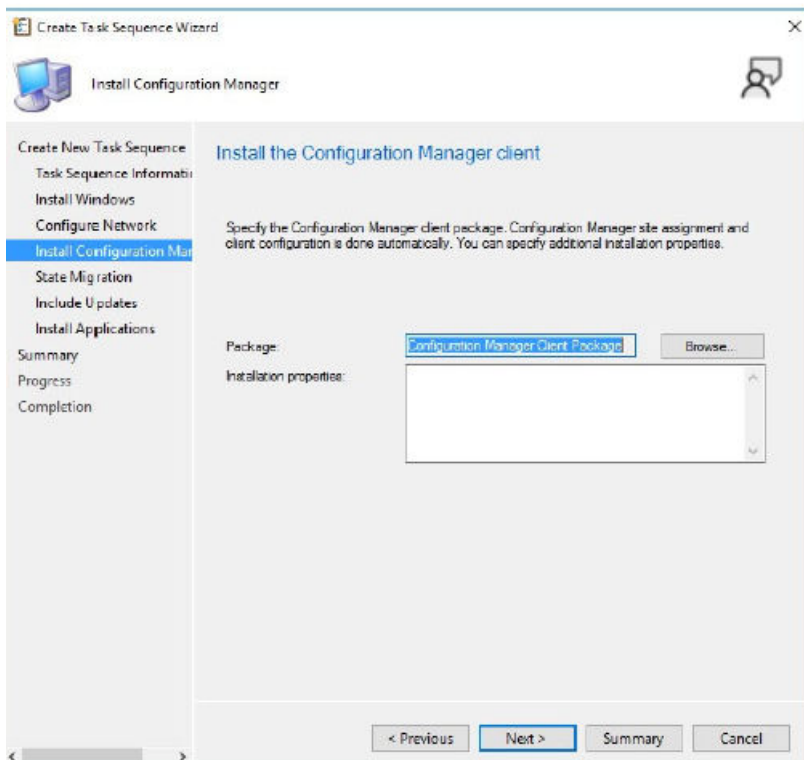 Create Task Sequence Wizard
Install Configuration Manager
Create New Task Sequence
Task Sequence Informati
Install Windows
Configure Network
Install Configuration Mar
State Migration
Include Updates
Install Applications
Summary
Progress
Completion
Install the Configuration Manager client
Specify the Configuration Manager client package. Configuration Manager site assignment and
client configuration is done automatically. You can specify additional installation properties.
Package:
Configuration Manager Client Package
Browse...
Installation properties:
< Previous
Next >
Summary
Cancel